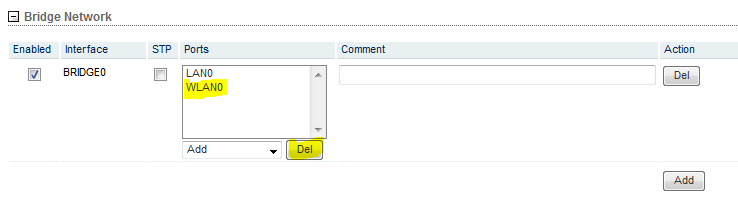 Bridge Network
Enabled Interface STP Ports Comment Action
BRIDGE0 LAN0 Del
WLAN0
Add Del
Add